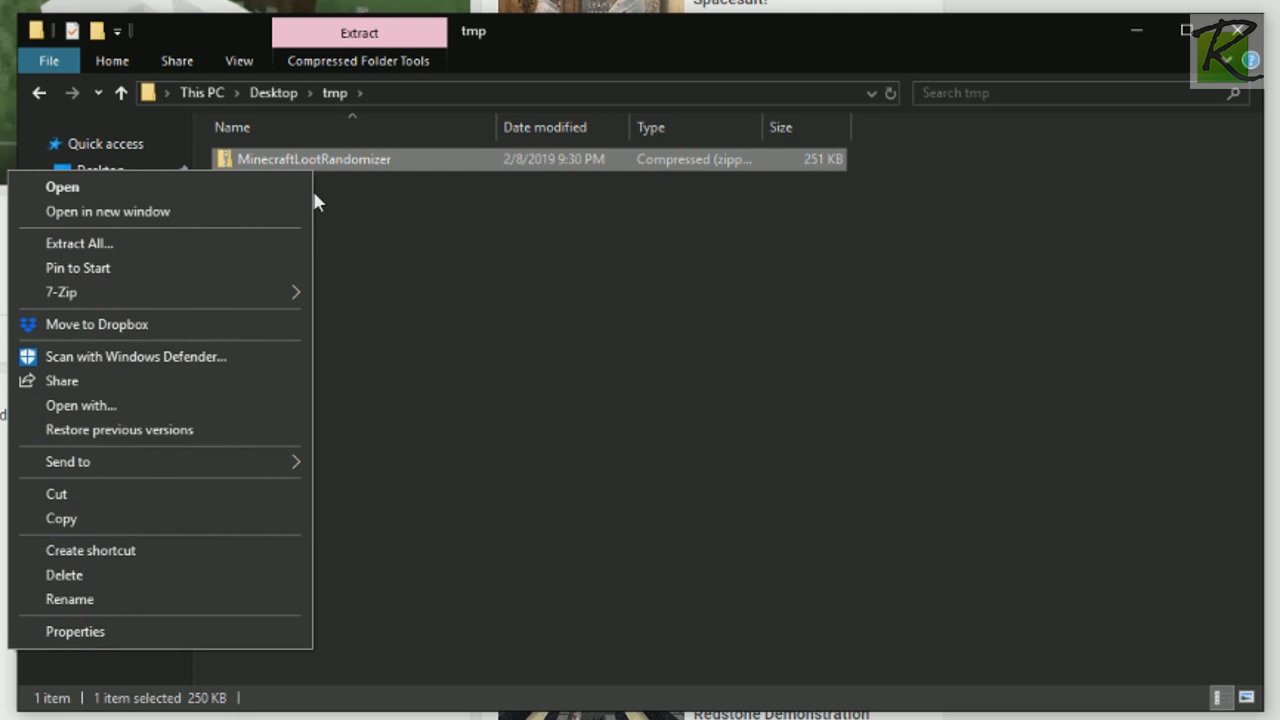 Spacesuit!
Extract
tmp
File
Home
Share
View
Compressed Folder Tools
This PC
Desktop
tmp
Search tmp
Quick access
Name
Date modified
Type
Size
Desktop
MinecraftLootRandomizer
2/8/2019 9:30 PM
Compressed (zipp...
251 KB
Open
Open in new window
Extract All...
Pin to Start
7-Zip
Move to Dropbox
Scan with Windows Defender...
Share
Open with...
Restore previous versions
Send to
Cut
Copy
Create shortcut
Delete
Rename
Properties
1 item
1 item selected 250 KB
Redstone Demonstration